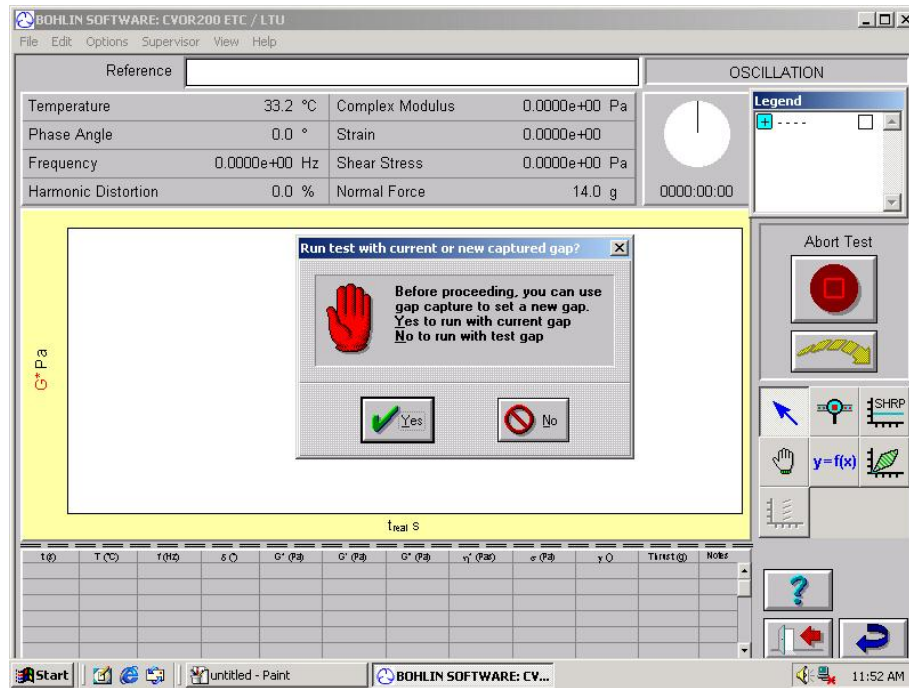 BOHLIN SOFTWARE: CVOR200 ETC / LTU
File Edit Options Supervisor View Help
Reference
OSCILLATION
Temperature 33.2 °C Complex Modulus 0.0000e+00 Pa
Phase Angle 0.0 ° Strain 0.0000e+00
Frequency 0.0000e+00 Hz Shear Stress 0.0000e+00 Pa
Harmonic Distortion 0.0 % Normal Force 14.0 g
0000:00:00
Legend
----
Abort Test
Run test with current or new captured gap?
Before proceeding, you can use
gap capture to set a new gap.
Yes to run with current gap
No to run with test gap
Yes No
G* Pa
treal s
SHRP
y=f(x)
t(s) T (°C) f(Hz) δ () G* (Pa) G' (Pa) G" (Pa) η* (Pas) σ (Pa) γ () Thrust(g) Notes
Start untitled - Paint BOHLIN SOFTWARE: CV... 11:52 AM